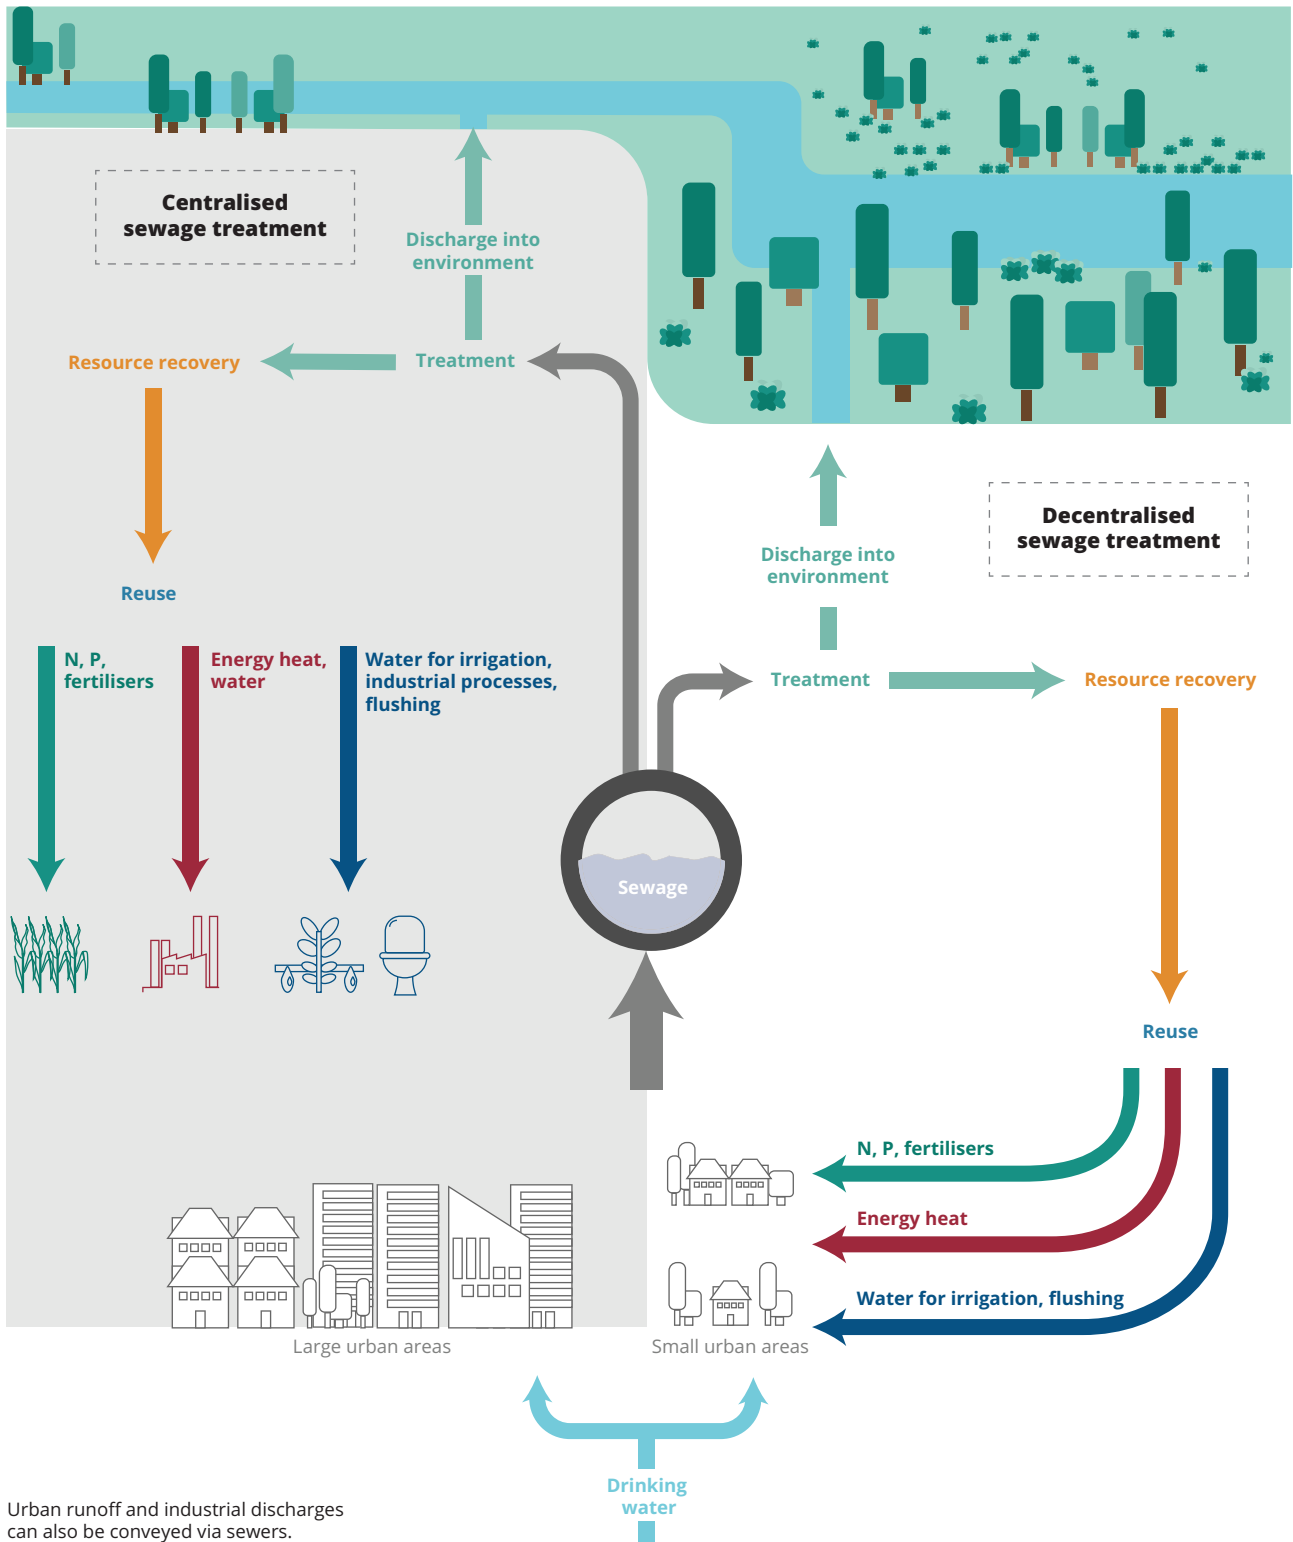 Centralised
sewage treatment
Discharge into
environment
Resource recovery
Treatment
Reuse
N, P,
fertilisers
Energy heat,
water
Water for irrigation,
industrial processes,
flushing
Decentralised
sewage treatment
Discharge into
environment
Treatment
Resource recovery
Sewage
Reuse
N, P, fertilisers
Energy heat
Water for irrigation, flushing
Large urban areas
Small urban areas
Drinking
water
Urban runoff and industrial discharges
can also be conveyed via sewers.